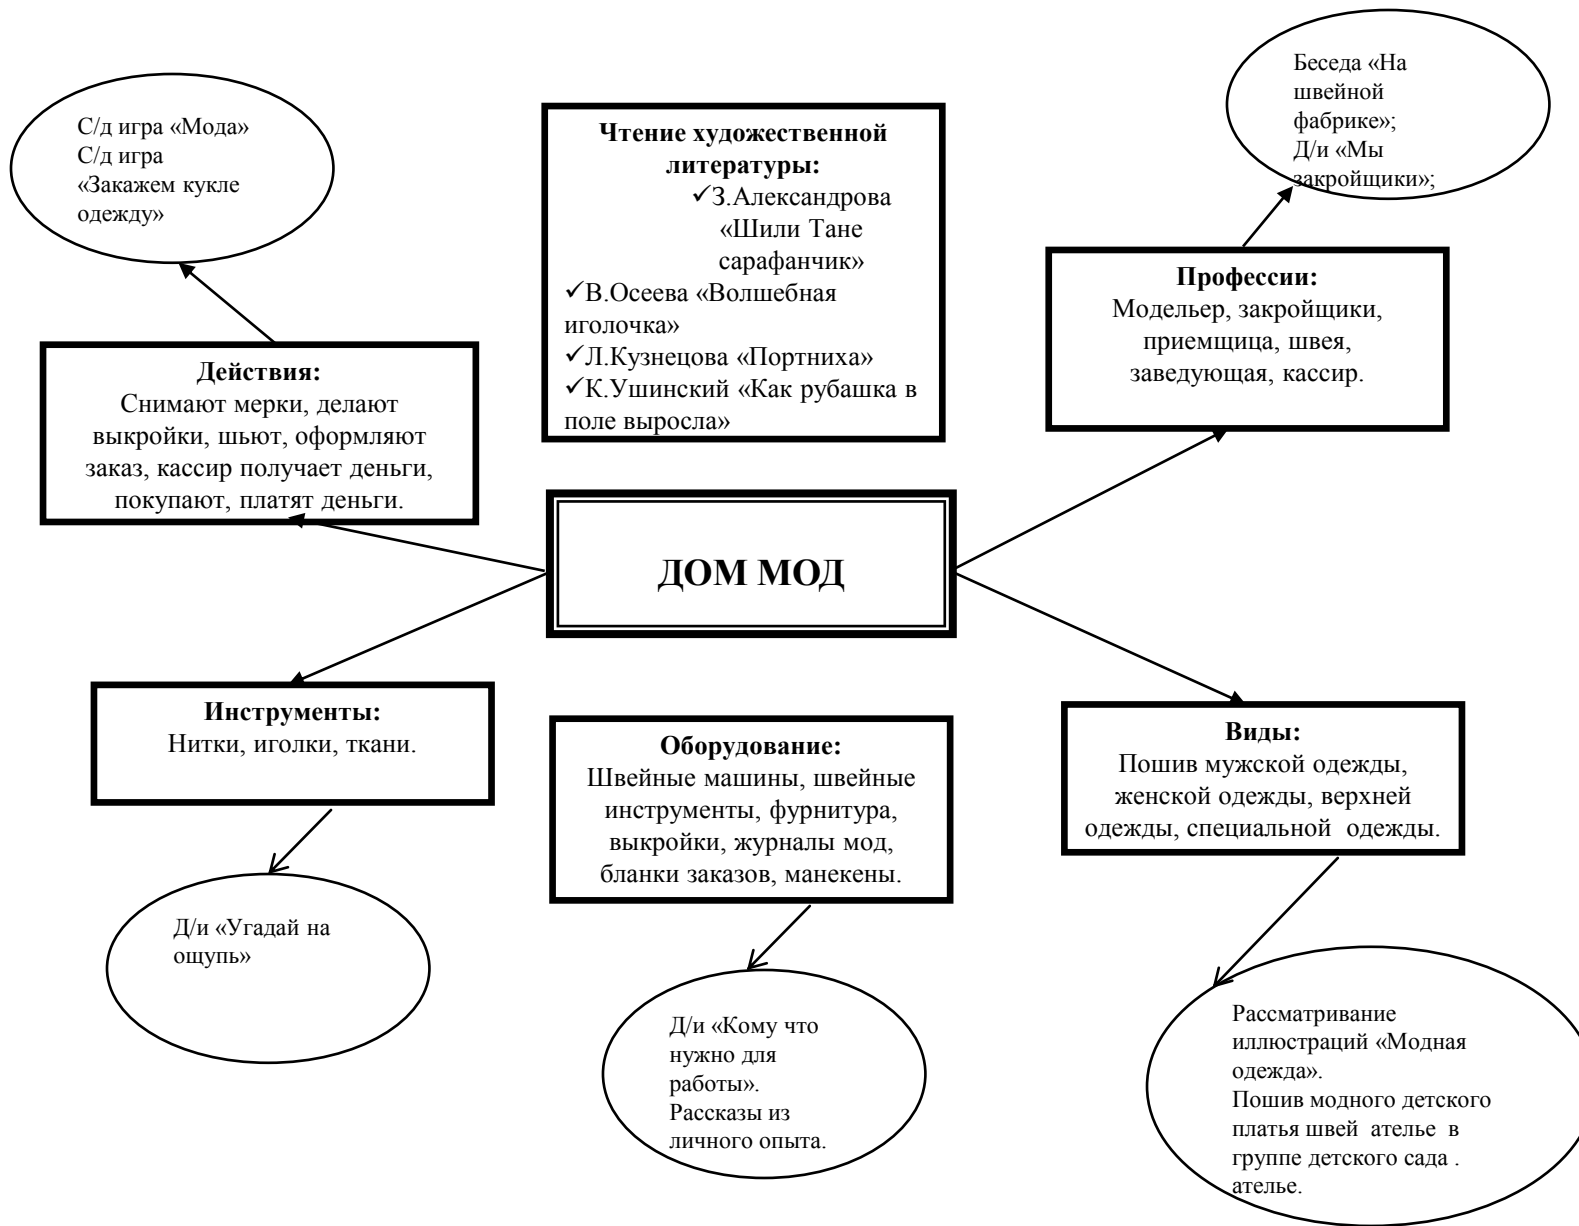 С/д игра «Мода»
С/д игра
«Закажем кукле
одежду»
Чтение художественной
литературы:
✓З.Александрова
«Шили Тане
сарафанчик»
✓В.Осеева «Волшебная
иголочка»
✓Л.Кузнецова «Портниха»
✓К.Ушинский «Как рубашка в
поле выросла»
Беседа «На
швейной
фабрике»;
Д/и «Мы
закройщики»;
Действия:
Снимают мерки, делают
выкройки, шьют, оформляют
заказ, кассир получает деньги,
покупают, платят деньги.
Профессии:
Модельер, закройщики,
приемщица, швея,
заведующая, кассир.
ДОМ МОД
Инструменты:
Нитки, иголки, ткани.
Оборудование:
Швейные машины, швейные
инструменты, фурнитура,
выкройки, журналы мод,
бланки заказов, манекены.
Виды:
Пошив мужской одежды,
женской одежды, верхней
одежды, специальной  одежды.
Д/и «Угадай на
ощупь»
Д/и «Кому что
нужно для
работы».
Рассказы из
личного опыта.
Рассматривание
иллюстраций «Модная
одежда».
Пошив модного детского
платья швей  ателье  в
группе детского сада .
ателье.